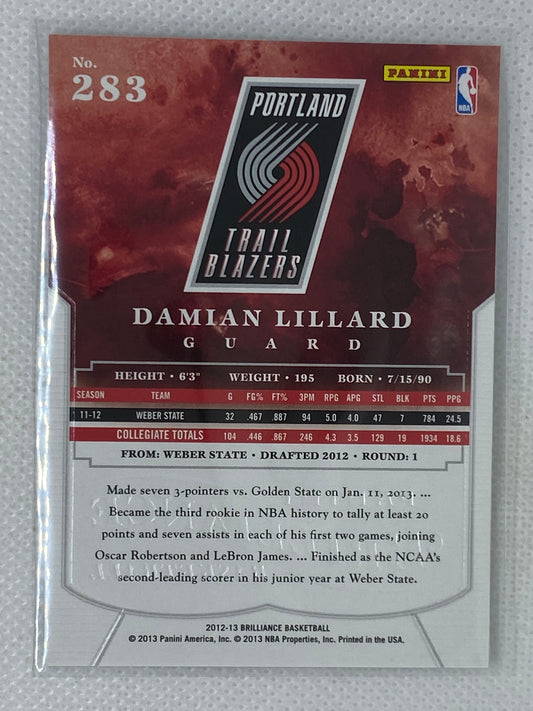 No.
283
PANINI
NBA
PORTLAND
TRAIL
BLAZERS
DAMIAN LILLARD
GUARD
HEIGHT • 6'3" WEIGHT • 195 BORN • 7/15/90
SEASON TEAM G FG% FT% 3PM RPG APG STL BLK PTS PPG
11-12 WEBER STATE 32 .467 .887 94 5.0 4.0 47 7 784 24.5
COLLEGIATE TOTALS 104 .446 .867 246 4.3 3.5 129 19 1934 18.6
FROM: WEBER STATE • DRAFTED 2012 • ROUND: 1
Made seven 3-pointers vs. Golden State on Jan. 11, 2013. ...
Became the third rookie in NBA history to tally at least 20
points and seven assists in each of his first two games, joining
Oscar Robertson and LeBron James. ... Finished as the NCAA's
second-leading scorer in his junior year at Weber State.
2012-13 BRILLIANCE BASKETBALL
© 2013 Panini America, Inc. © 2013 NBA Properties, Inc. Printed in the USA.